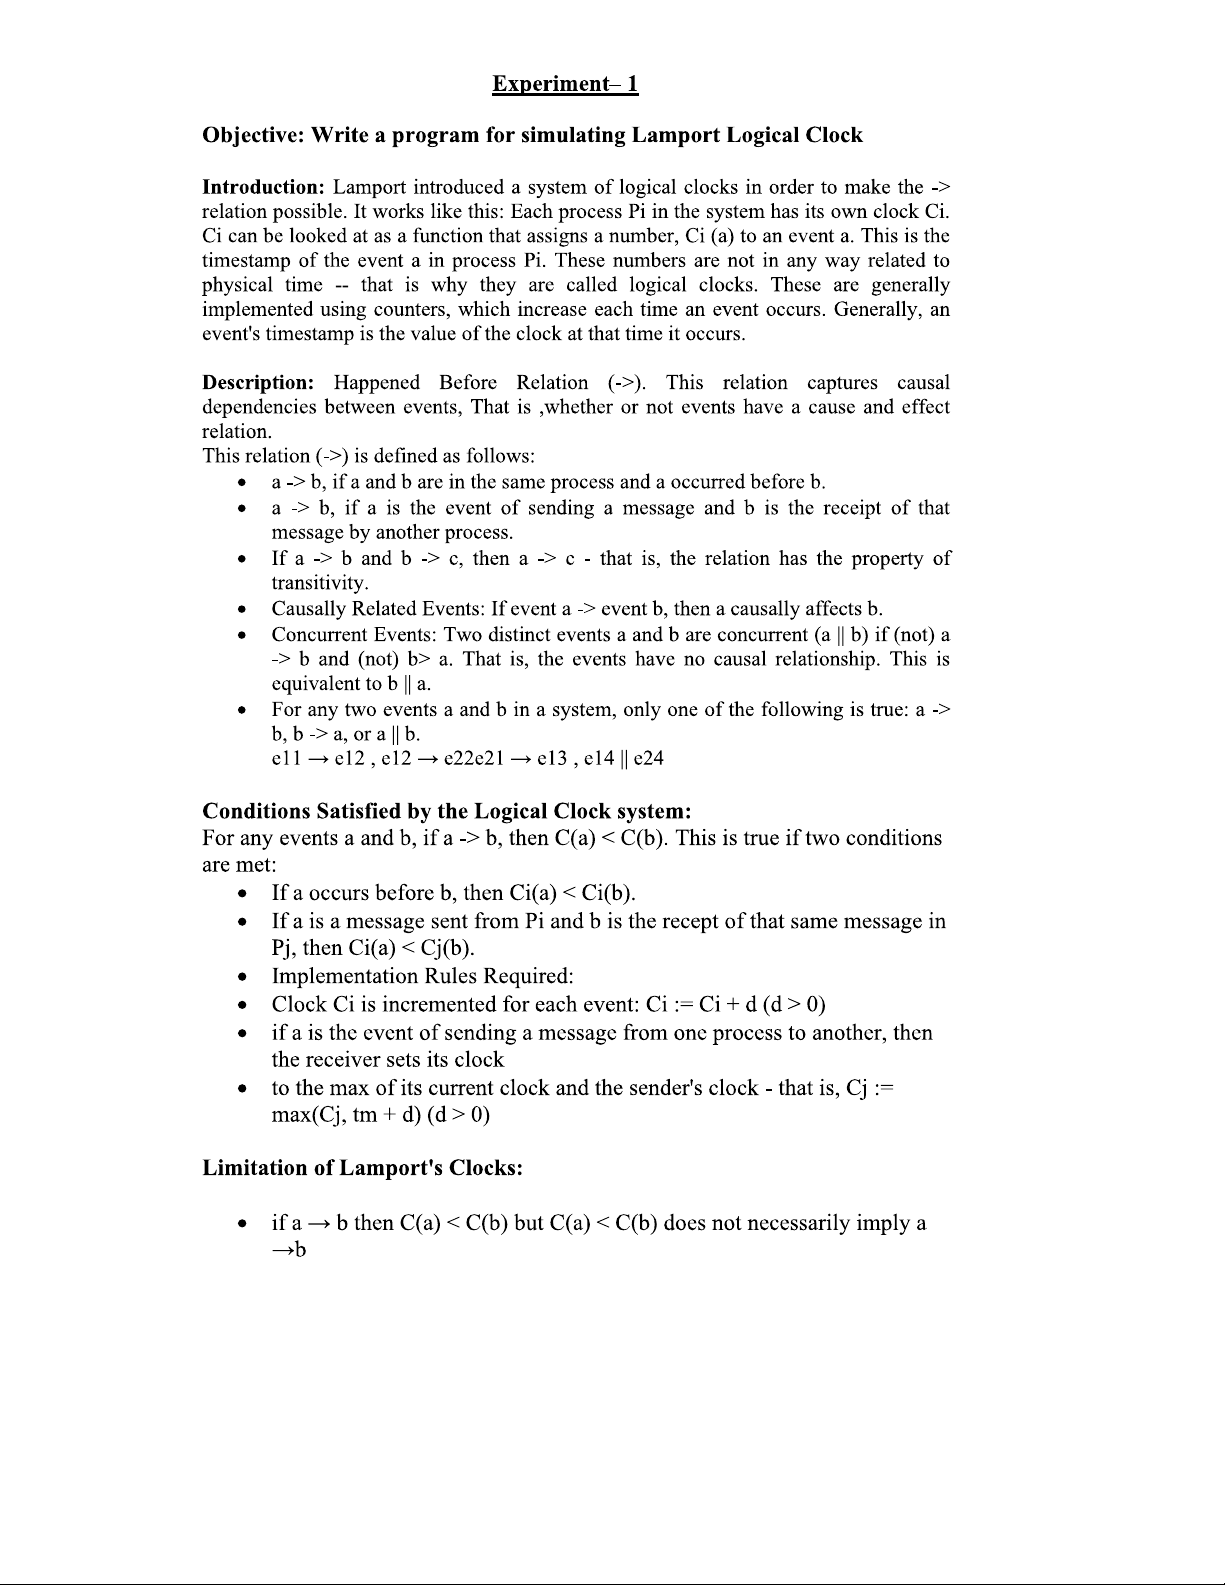 Experiment– 1
Objective: Write a program for simulating Lamport Logical Clock
Introduction: Lamport introduced a system of logical clocks in order to make the ->
relation possible. It works like this: Each process Pi in the system has its own clock Ci.
Ci can be looked at as a function that assigns a number, Ci (a) to an event a. This is the
timestamp of the event a in process Pi. These numbers are not in any way related to
physical time -- that is why they are called logical clocks. These are generally
implemented using counters, which increase each time an event occurs. Generally, an
event's timestamp is the value of the clock at that time it occurs.
Description: Happened Before Relation (->). This relation captures causal
dependencies between events, That is ,whether or not events have a cause and effect
relation.
This relation (->) is defined as follows:
• a -> b, if a and b are in the same process and a occurred before b.
• a -> b, if a is the event of sending a message and b is the receipt of that
message by another process.
• If a -> b and b -> c, then a -> c - that is, the relation has the property of
transitivity.
• Causally Related Events: If event a -> event b, then a causally affects b.
• Concurrent Events: Two distinct events a and b are concurrent (a || b) if (not) a
-> b and (not) b> a. That is, the events have no causal relationship. This is
equivalent to b || a.
• For any two events a and b in a system, only one of the following is true: a ->
b, b -> a, or a || b.
e11 → e12 , e12 → e22e21 → e13 , e14 || e24
Conditions Satisfied by the Logical Clock system:
For any events a and b, if a -> b, then C(a) < C(b). This is true if two conditions
are met:
• If a occurs before b, then Ci(a) < Ci(b).
• If a is a message sent from Pi and b is the recept of that same message in
Pj, then Ci(a) < Cj(b).
• Implementation Rules Required:
• Clock Ci is incremented for each event: Ci := Ci + d (d > 0)
• if a is the event of sending a message from one process to another, then
the receiver sets its clock
• to the max of its current clock and the sender's clock - that is, Cj :=
max(Cj, tm + d) (d > 0)
Limitation of Lamport's Clocks:
• if a → b then C(a) < C(b) but C(a) < C(b) does not necessarily imply a
→b